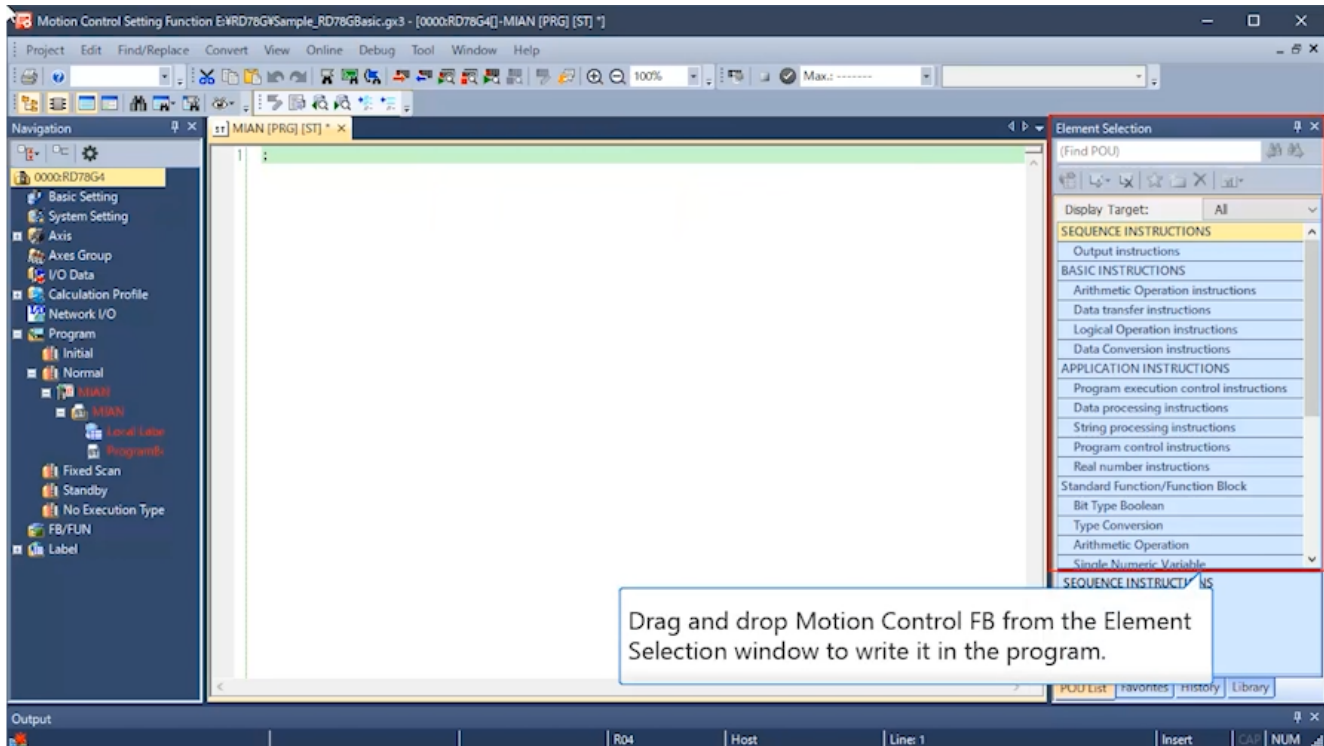 Motion Control Setting Function E:¥RD78G¥Sample_RD78GBasic.gx3 - [0000:RD78G4[]-MIAN [PRG] [ST] *]
Project Edit Find/Replace Convert View Online Debug Tool Window Help
100% Max.: -------
Navigation
ST MIAN [PRG] [ST] *
Element Selection
1 ;
(Find POU)
0000:RD78G4
Basic Setting
System Setting
Axis
Axes Group
I/O Data
Calculation Profile
Network I/O
Program
Initial
Normal
MIAN
MIAN
Local Labe
ProgramB
Fixed Scan
Standby
No Execution Type
FB/FUN
Label
Display Target: All
SEQUENCE INSTRUCTIONS
Output instructions
BASIC INSTRUCTIONS
Arithmetic Operation instructions
Data transfer instructions
Logical Operation instructions
Data Conversion instructions
APPLICATION INSTRUCTIONS
Program execution control instructions
Data processing instructions
String processing instructions
Program control instructions
Real number instructions
Standard Function/Function Block
Bit Type Boolean
Type Conversion
Arithmetic Operation
Single Numeric Variable
SEQUENCE INSTRUCTIONS
Drag and drop Motion Control FB from the Element
Selection window to write it in the program.
POU List Favorites History Library
Output
R04 Host Line: 1 Insert CAP NUM